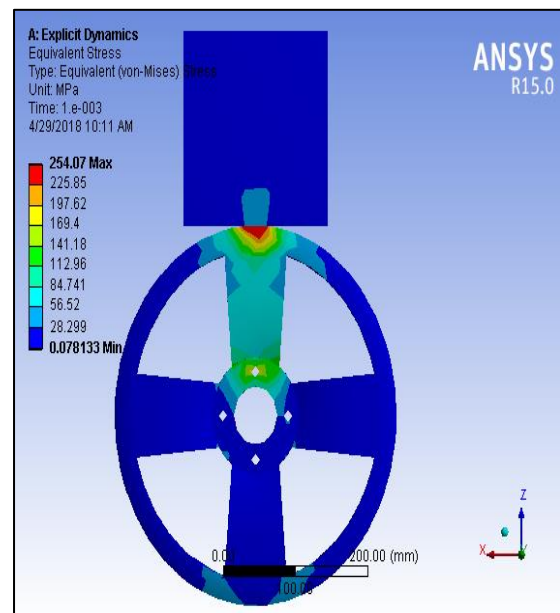 A: Explicit Dynamics
Equivalent Stress
Type: Equivalent (von-Mises) Stress
Unit: MPa
Time: 1.e-003
4/29/2018 10:11 AM
ANSYS
R15.0
254.07 Max
225.85
197.62
169.4
141.18
112.96
84.741
56.52
28.299
0.078133 Min
Z
X
Y
200.00 (mm)
100.00